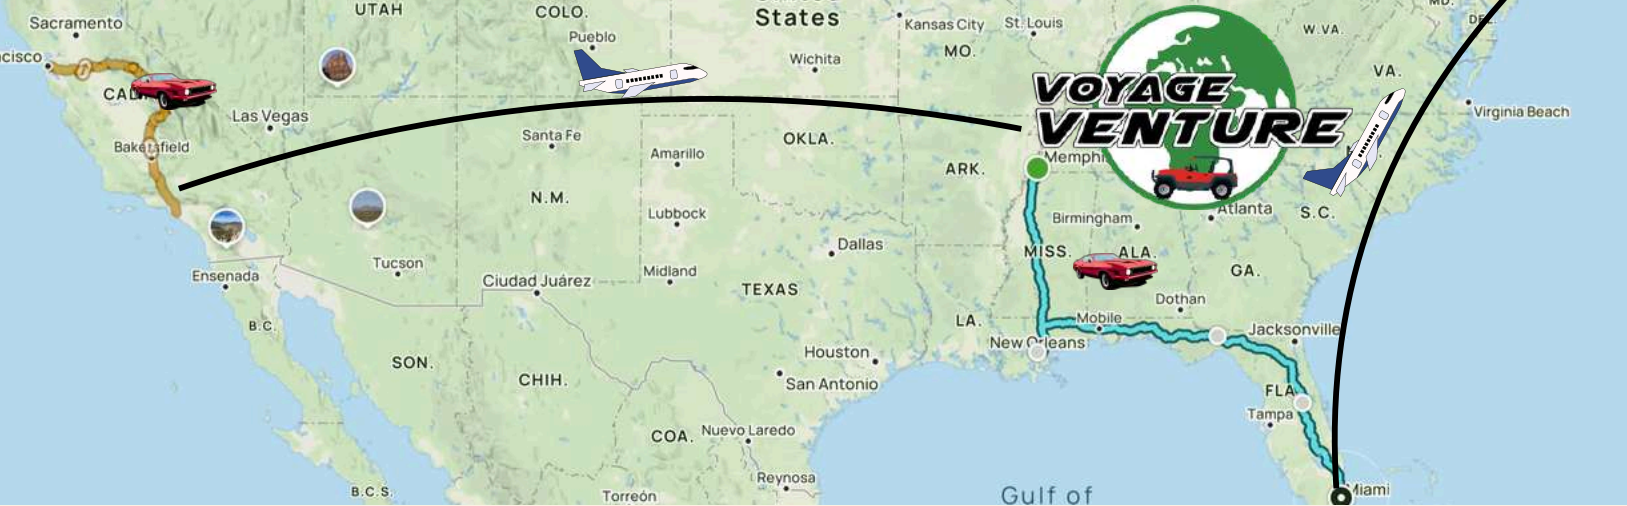 UTAH
COLO.
States
Sacramento
Pueblo
Kansas City
St. Louis
W.VA.
cisco
Wichita
MO.
VA.
VOYAGE
VENTURE
Las Vegas
Virginia Beach
Santa Fe
OKLA.
Bakersfield
Amarillo
ARK.
Memphi
N.M.
Lubbock
Birmingham
Atlanta
S.C.
Dallas
MISS.
ALA.
Tucson
Ensenada
Ciudad Juárez
Midland
GA.
TEXAS
Dothan
B.C.
LA.
Mobile
Jacksonville
New Orleans
Houston
SON.
CHIH.
San Antonio
FLA
Tampa
COA.
Nuevo Laredo
Reynosa
B.C.S.
Torreón
Gulf of
Miami